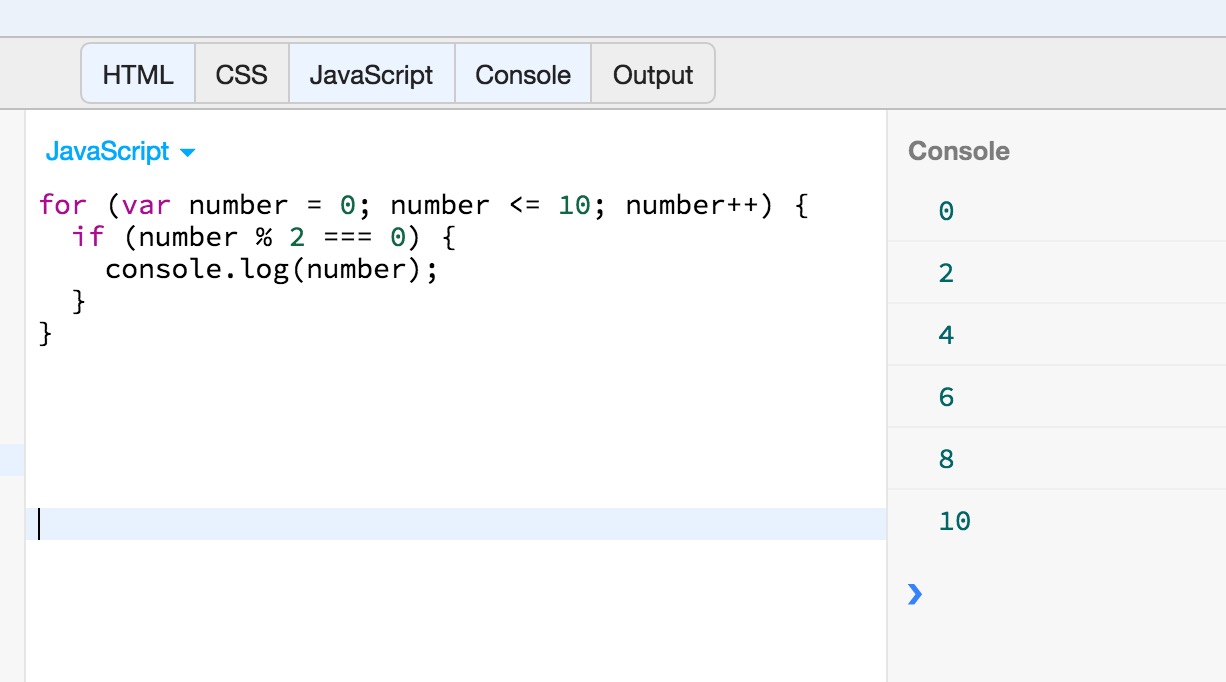 HTML CSS JavaScript Console Output
JavaScript
for (var number = 0; number <= 10; number++) {
  if (number % 2 === 0) {
    console.log(number);
  }
}
Console
0
2
4
6
8
10